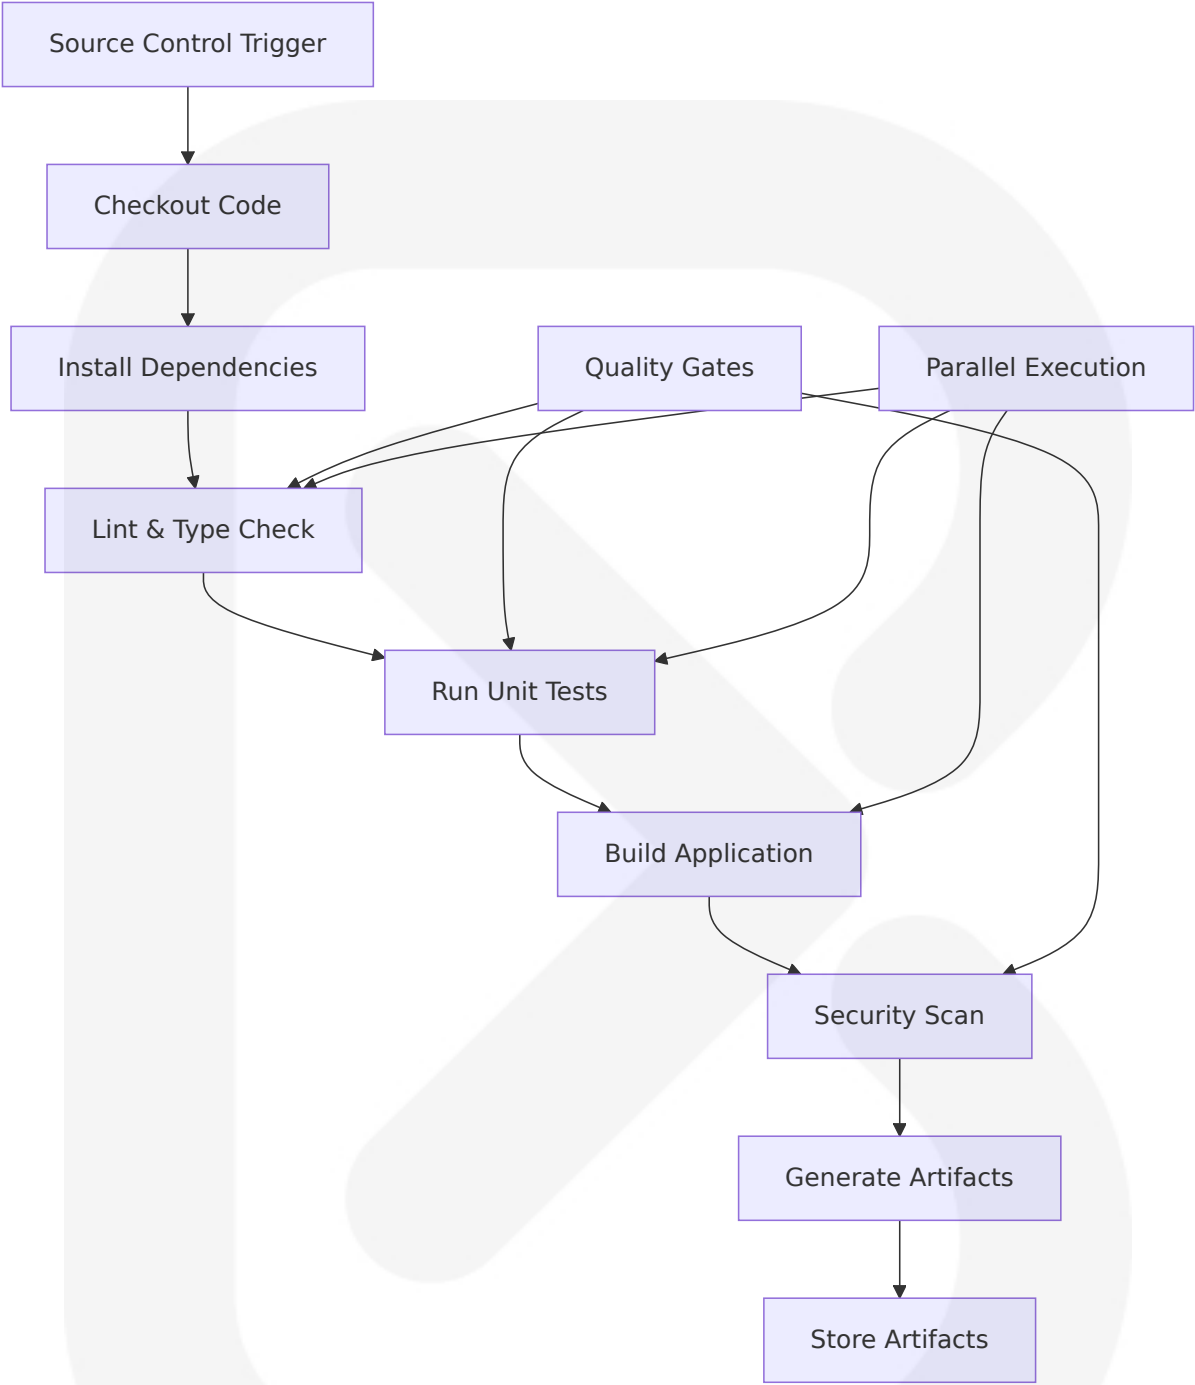 Source Control Trigger
Checkout Code
Install Dependencies
Quality Gates
Parallel Execution
Lint & Type Check
Run Unit Tests
Build Application
Security Scan
Generate Artifacts
Store Artifacts